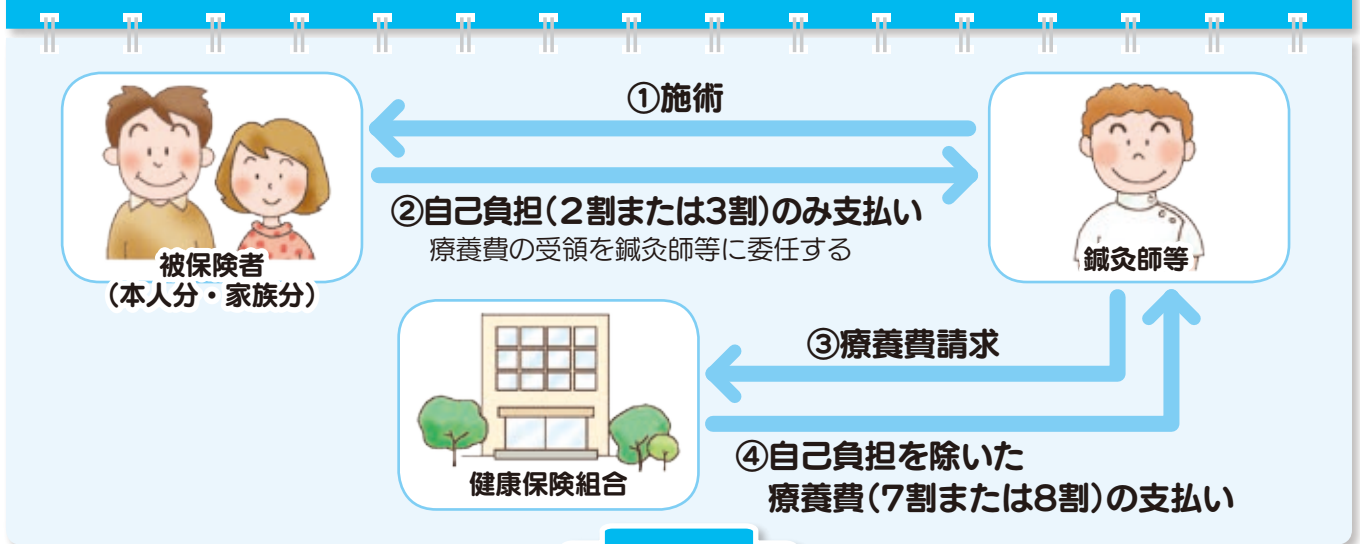 ①施術
②自己負担(2割または3割)のみ支払い
療養費の受領を鍼灸師等に委任する
被保険者
(本人分・家族分)
鍼灸師等
③療養費請求
健康保険組合
④自己負担を除いた
療養費(7割または8割)の支払い